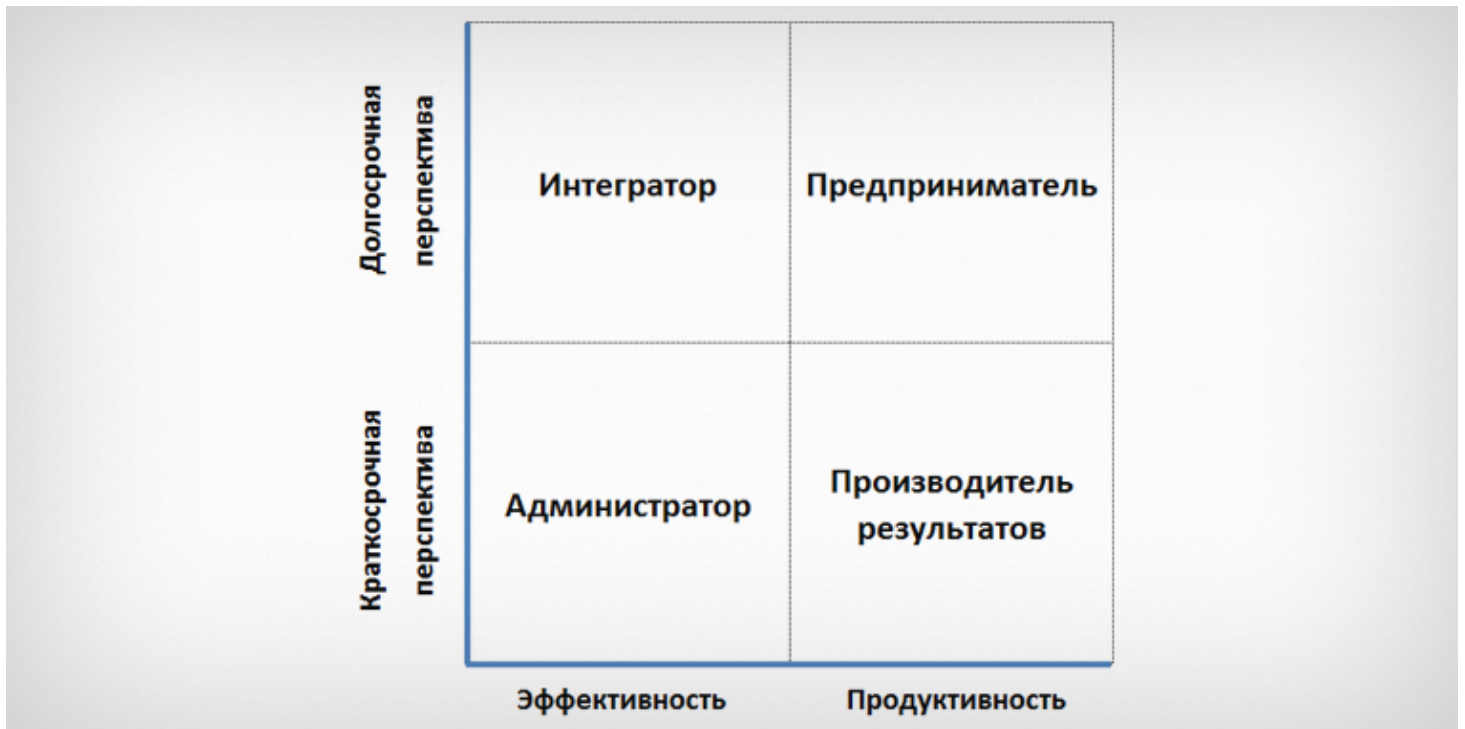 Долгосрочная
перспектива
Интегратор
Предприниматель
Краткосрочная
перспектива
Администратор
Производитель
результатов
Эффективность
Продуктивность